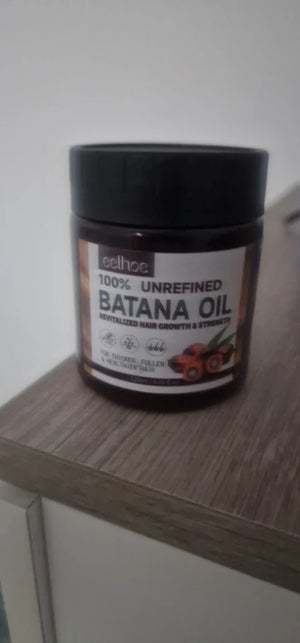 eelhoe
100% UNREFINED
BATANA OIL
REVITALIZED HAIR GROWTH & STRENGTH
FOR THICKER, FULLER
& HEALTHIER HAIR